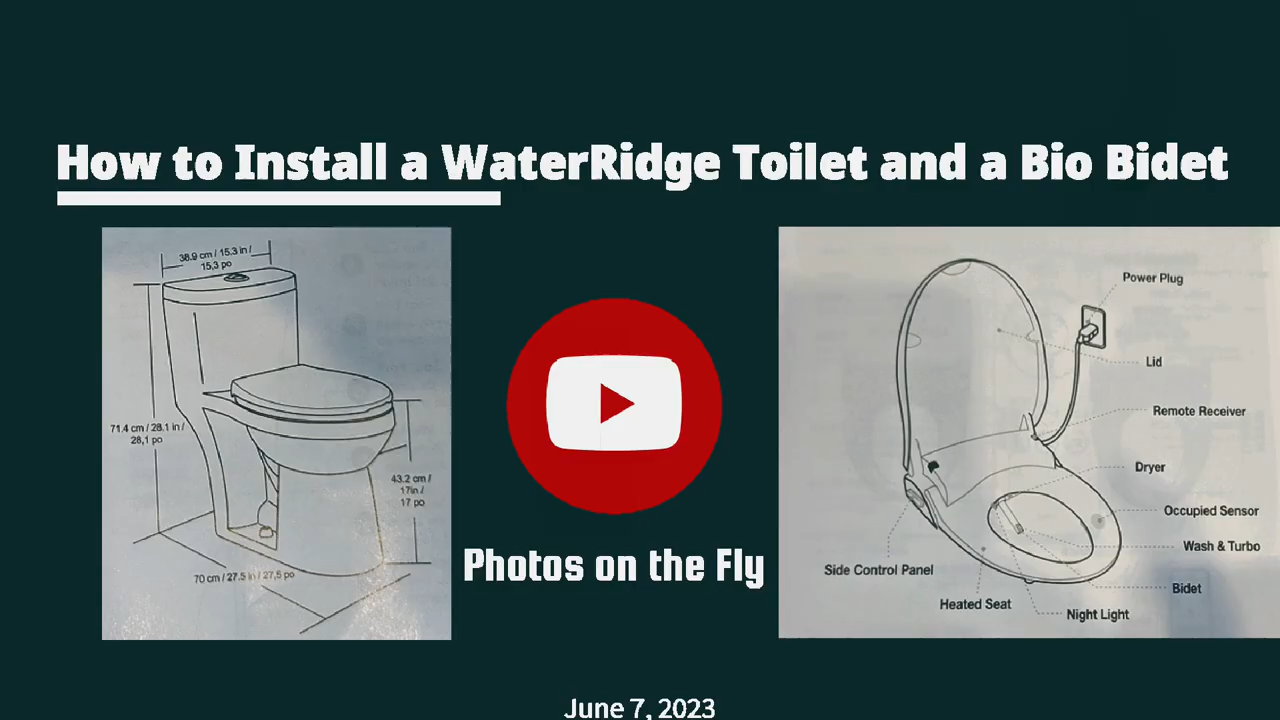 How to Install a WaterRidge Toilet and a Bio Bidet
38.9 cm / 15.3 in /
15,3 po
71.4 cm / 28.1 in /
28,1 po
43.2 cm /
17in /
17 po
70 cm / 27.5 in / 27,5 po
Photos on the Fly
Power Plug
Lid
Remote Receiver
Dryer
Occupied Sensor
Wash & Turbo
Bidet
Night Light
Heated Seat
Side Control Panel
June 7, 2023